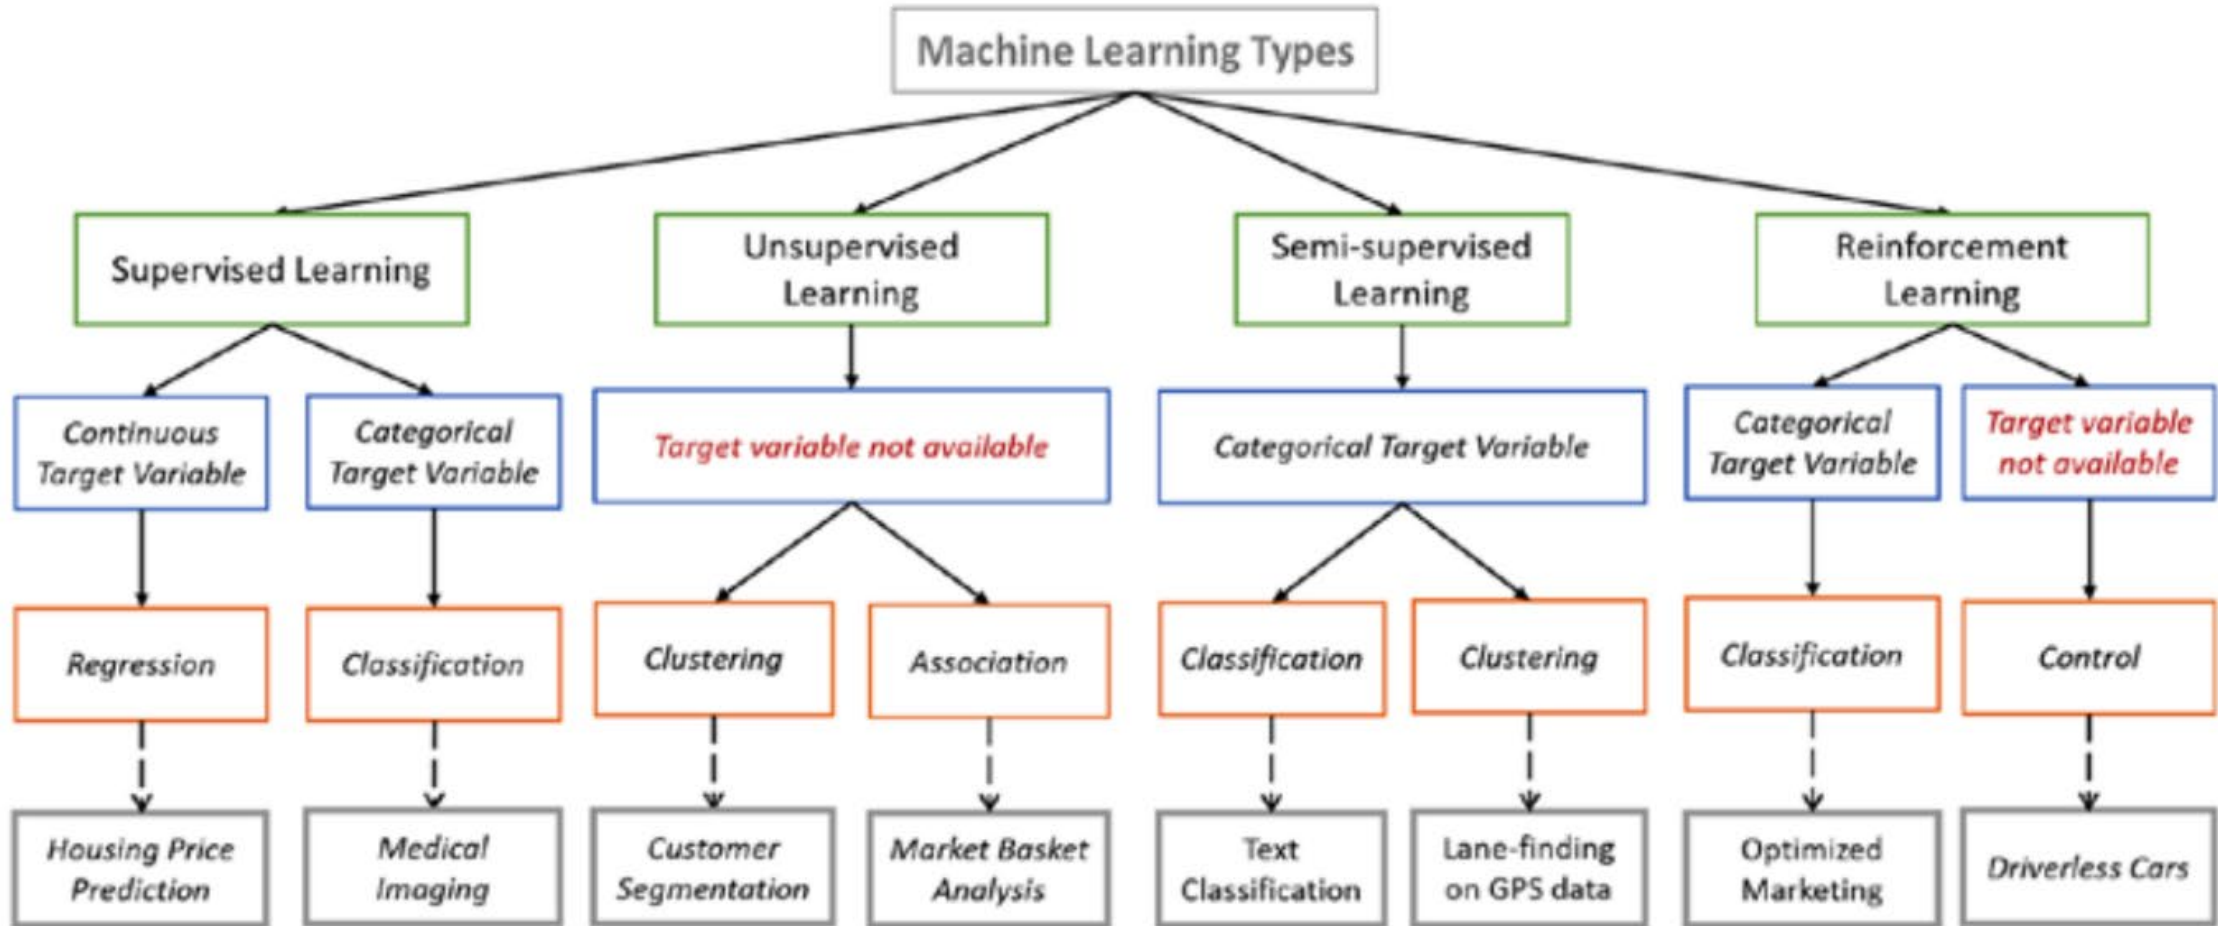 Machine Learning Types
Supervised Learning
Unsupervised
Learning
Semi-supervised
Learning
Reinforcement
Learning
Continuous
Target Variable
Categorical
Target Variable
Target variable not available
Categorical Target Variable
Categorical
Target Variable
Target variable
not available
Regression
Classification
Clustering
Association
Classification
Clustering
Classification
Control
Housing Price
Prediction
Medical
Imaging
Customer
Segmentation
Market Basket
Analysis
Text
Classification
Lane-finding
on GPS data
Optimized
Marketing
Driverless Cars